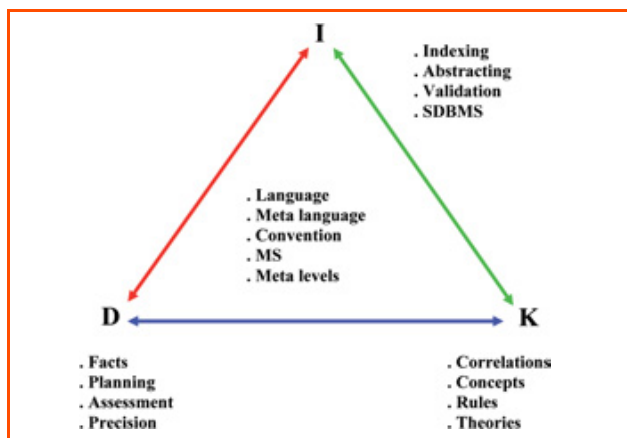 I
. Indexing
. Abstracting
. Validation
. SDBMS
. Language
. Meta language
. Convention
. MS
. Meta levels
D
K
. Facts
. Planning
. Assessment
. Precision
. Correlations
. Concepts
. Rules
. Theories